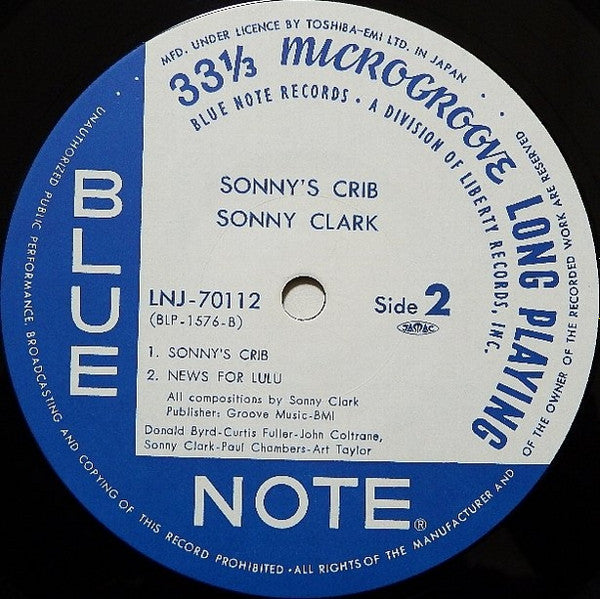 MFD. UNDER LICENCE BY TOSHIBA-EMI LTD. IN JAPAN
33⅓ MICROGROOVE LONG PLAYING
BLUE NOTE RECORDS • A DIVISION OF LIBERTY RECORDS, INC.
SONNY'S CRIB
SONNY CLARK
LNJ-70112
(BLP-1576-B)
Side 2
JASRAC
1. SONNY'S CRIB
2. NEWS FOR LULU
All compositions by Sonny Clark
Publisher: Groove Music-BMI
Donald Byrd-Curtis Fuller-John Coltrane,
Sonny Clark-Paul Chambers-Art Taylor
BLUE
NOTE®
UNAUTHORIZED PUBLIC PERFORMANCE, BROADCASTING AND COPYING OF THIS RECORD PROHIBITED • ALL RIGHTS OF THE MANUFACTURER AND OF THE OWNER OF THE RECORDED WORK ARE RESERVED